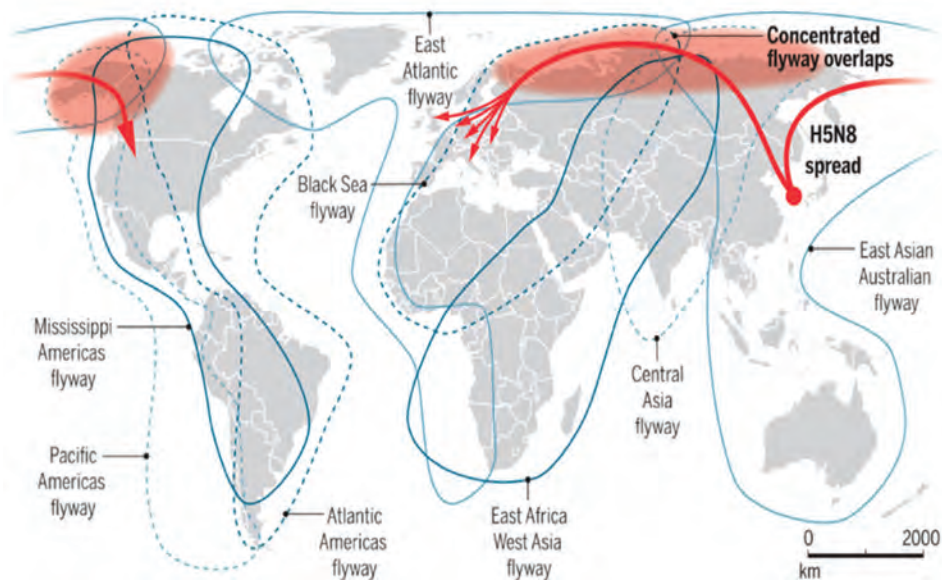 East
Atlantic
flyway
Concentrated
flyway overlaps
H5N8
spread
Black Sea
flyway
East Asian
Australian
flyway
Mississippi
Americas
flyway
Central
Asia
flyway
Pacific
Americas
flyway
Atlantic
Americas
flyway
East Africa
West Asia
flyway
0 2000
km